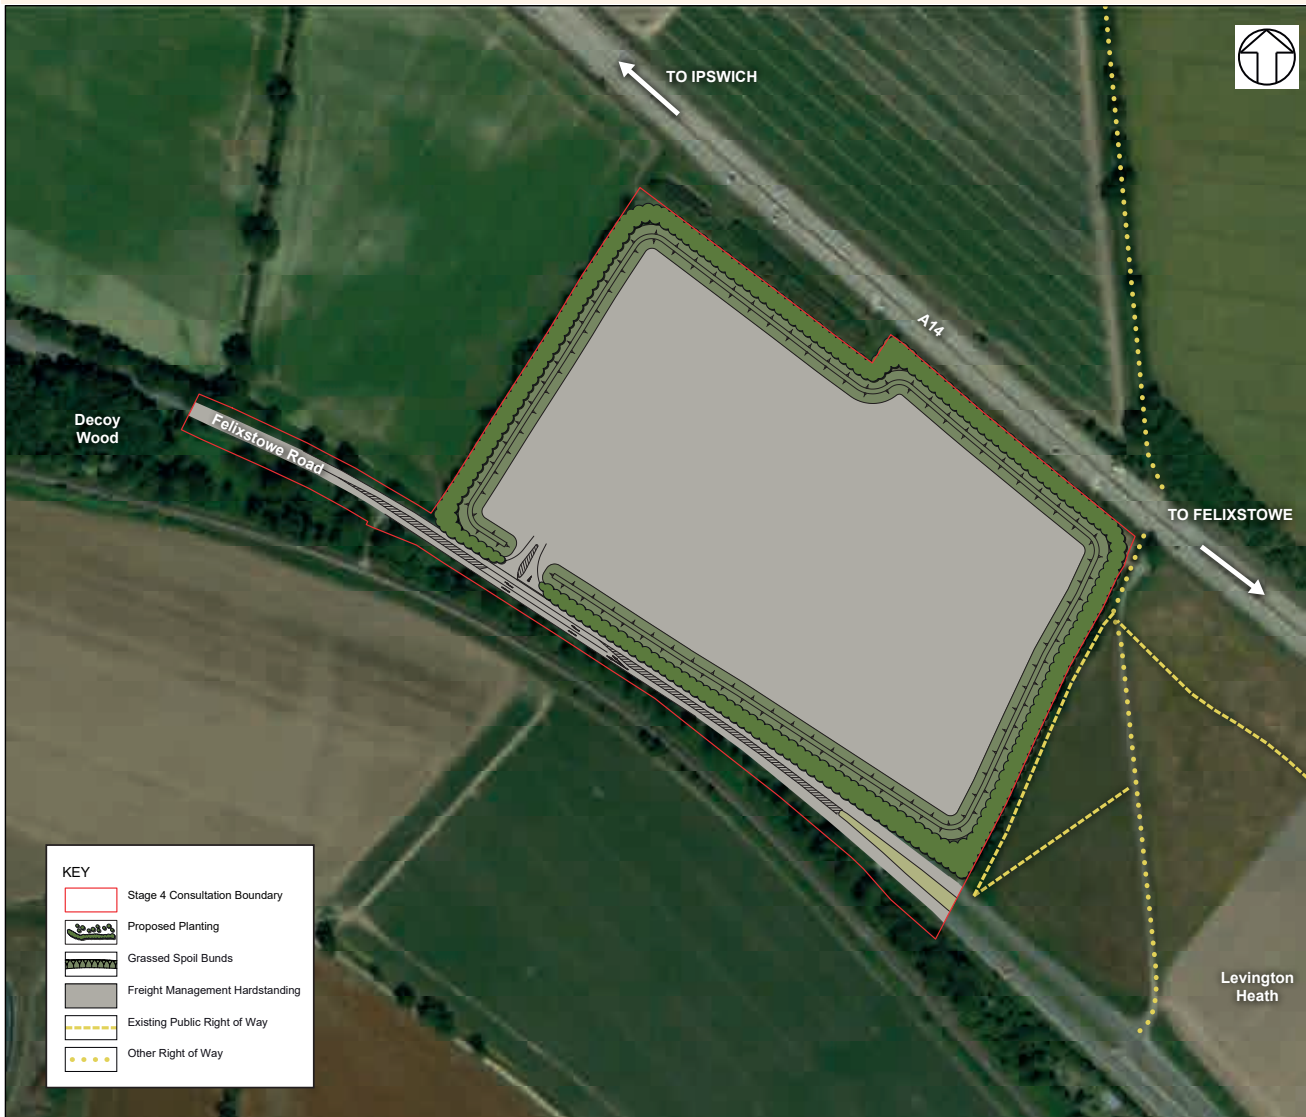 TO IPSWICH
A14
Decoy
Wood
Felixstowe Road
TO FELIXSTOWE
Levington
Heath
KEY
Stage 4 Consultation Boundary
Proposed Planting
Grassed Spoil Bunds
Freight Management Hardstanding
Existing Public Right of Way
Other Right of Way